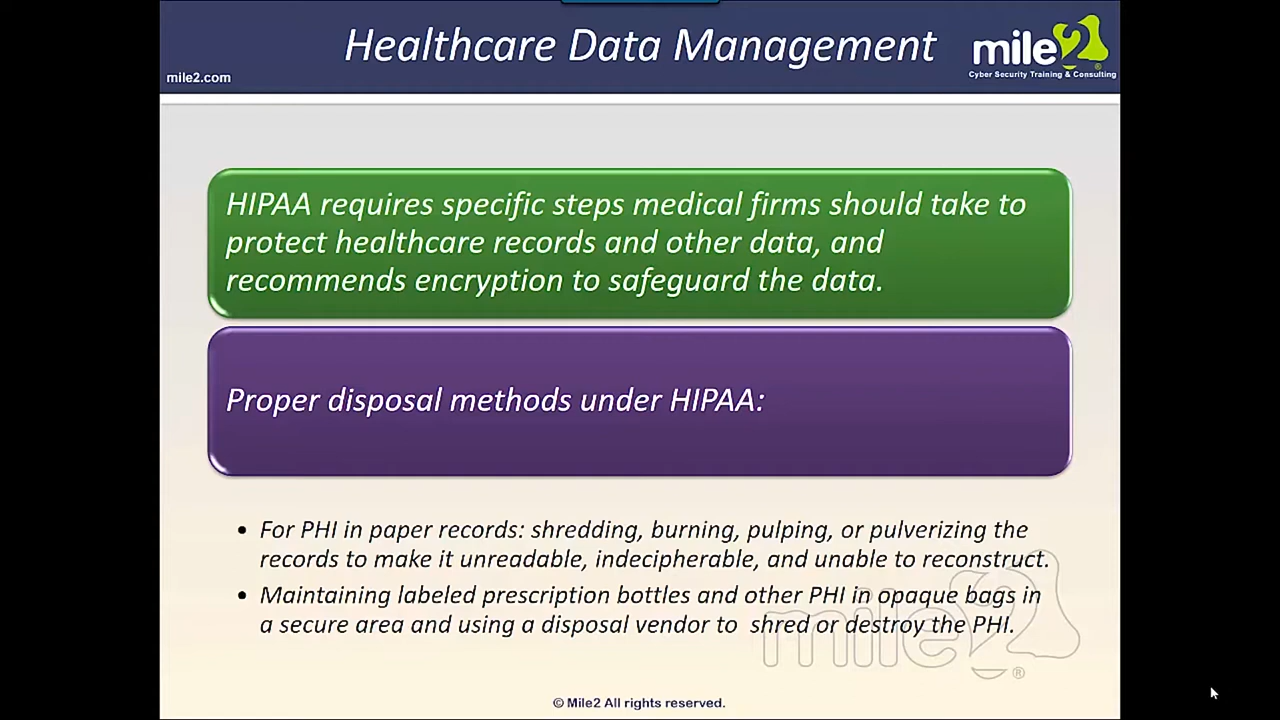 Healthcare Data Management
mile2
mile2.com
Cyber Security Training & Consulting
HIPAA requires specific steps medical firms should take to
protect healthcare records and other data, and
recommends encryption to safeguard the data.
Proper disposal methods under HIPAA:
• For PHI in paper records: shredding, burning, pulping, or pulverizing the
records to make it unreadable, indecipherable, and unable to reconstruct.
• Maintaining labeled prescription bottles and other PHI in opaque bags in
a secure area and using a disposal vendor to shred or destroy the PHI.
mile2®
© Mile2 All rights reserved.